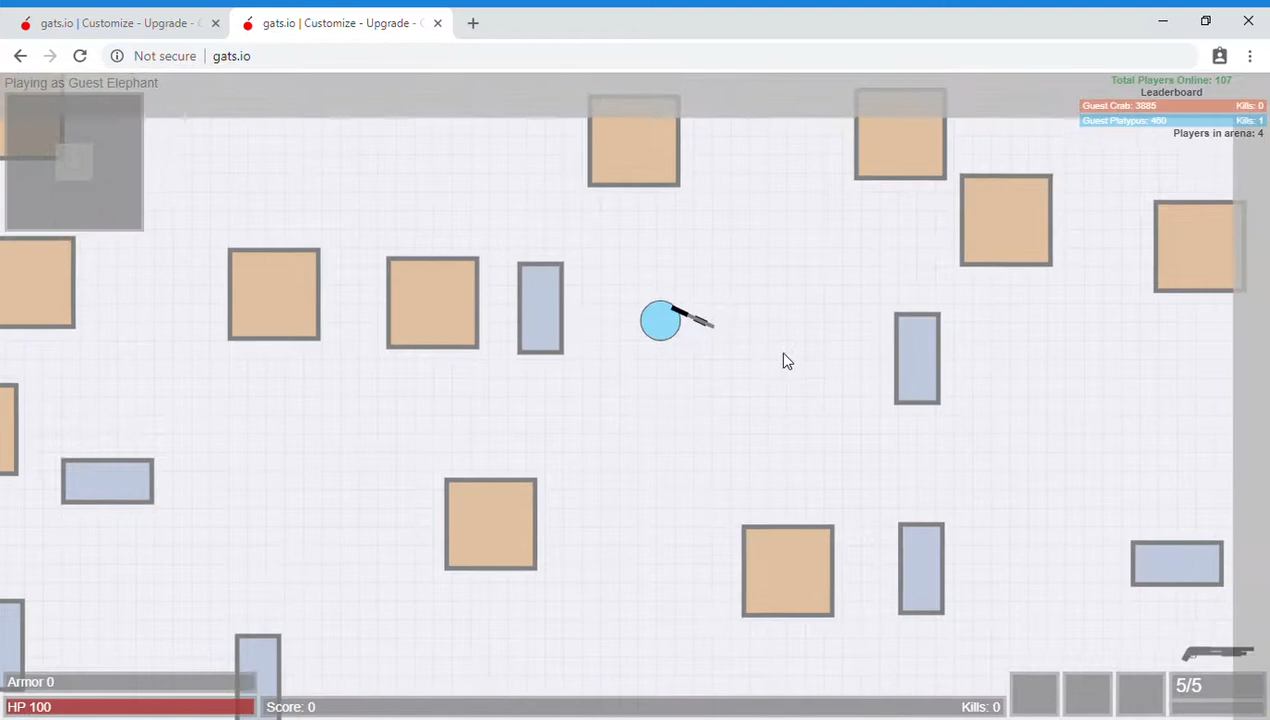 gats.io | Customize - Upgrade - C
gats.io | Customize - Upgrade - C
Not secure
gats.io
Playing as Guest Elephant
Total Players Online: 107
Leaderboard
Guest Crab: 3885 Kills: 0
Guest Platypus: 460 Kills: 1
Players in arena: 4
Armor 0
5/5
HP 100
Score: 0
Kills: 0